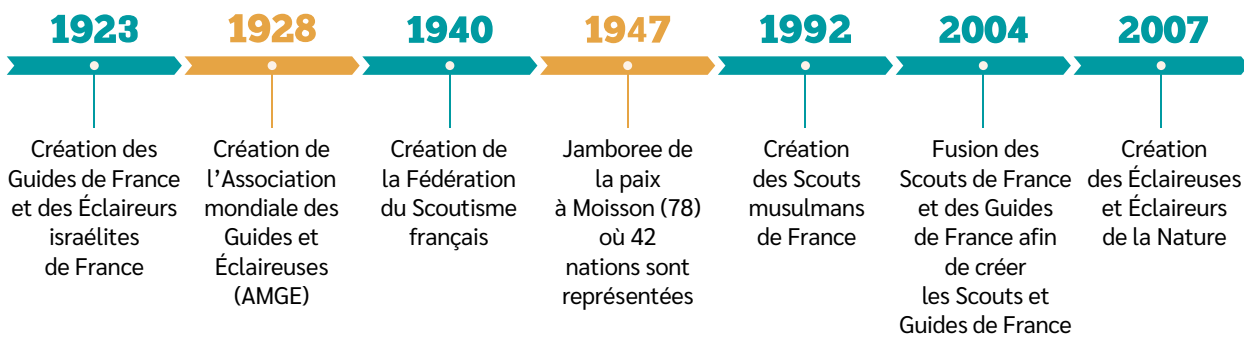 1923
Création des
Guides de France
et des Éclaireurs
israélites
de France
1928
Création de
l’Association
mondiale des
Guides et
Éclaireuses
(AMGE)
1940
Création de
la Fédération
du Scoutisme
français
1947
Jamboree de
la paix
à Moisson (78)
où 42
nations sont
représentées
1992
Création
des Scouts
musulmans
de France
2004
Fusion des
Scouts de France
et des Guides
de France afin
de créer
les Scouts et
Guides de France
2007
Création
des Éclaireuses
et Éclaireurs
de la Nature